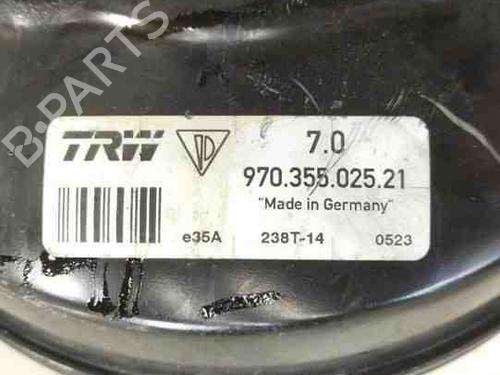 B-PARTS
TRW 7.0
970.355.025.21
"Made in Germany"
e35A 238T-14 0523